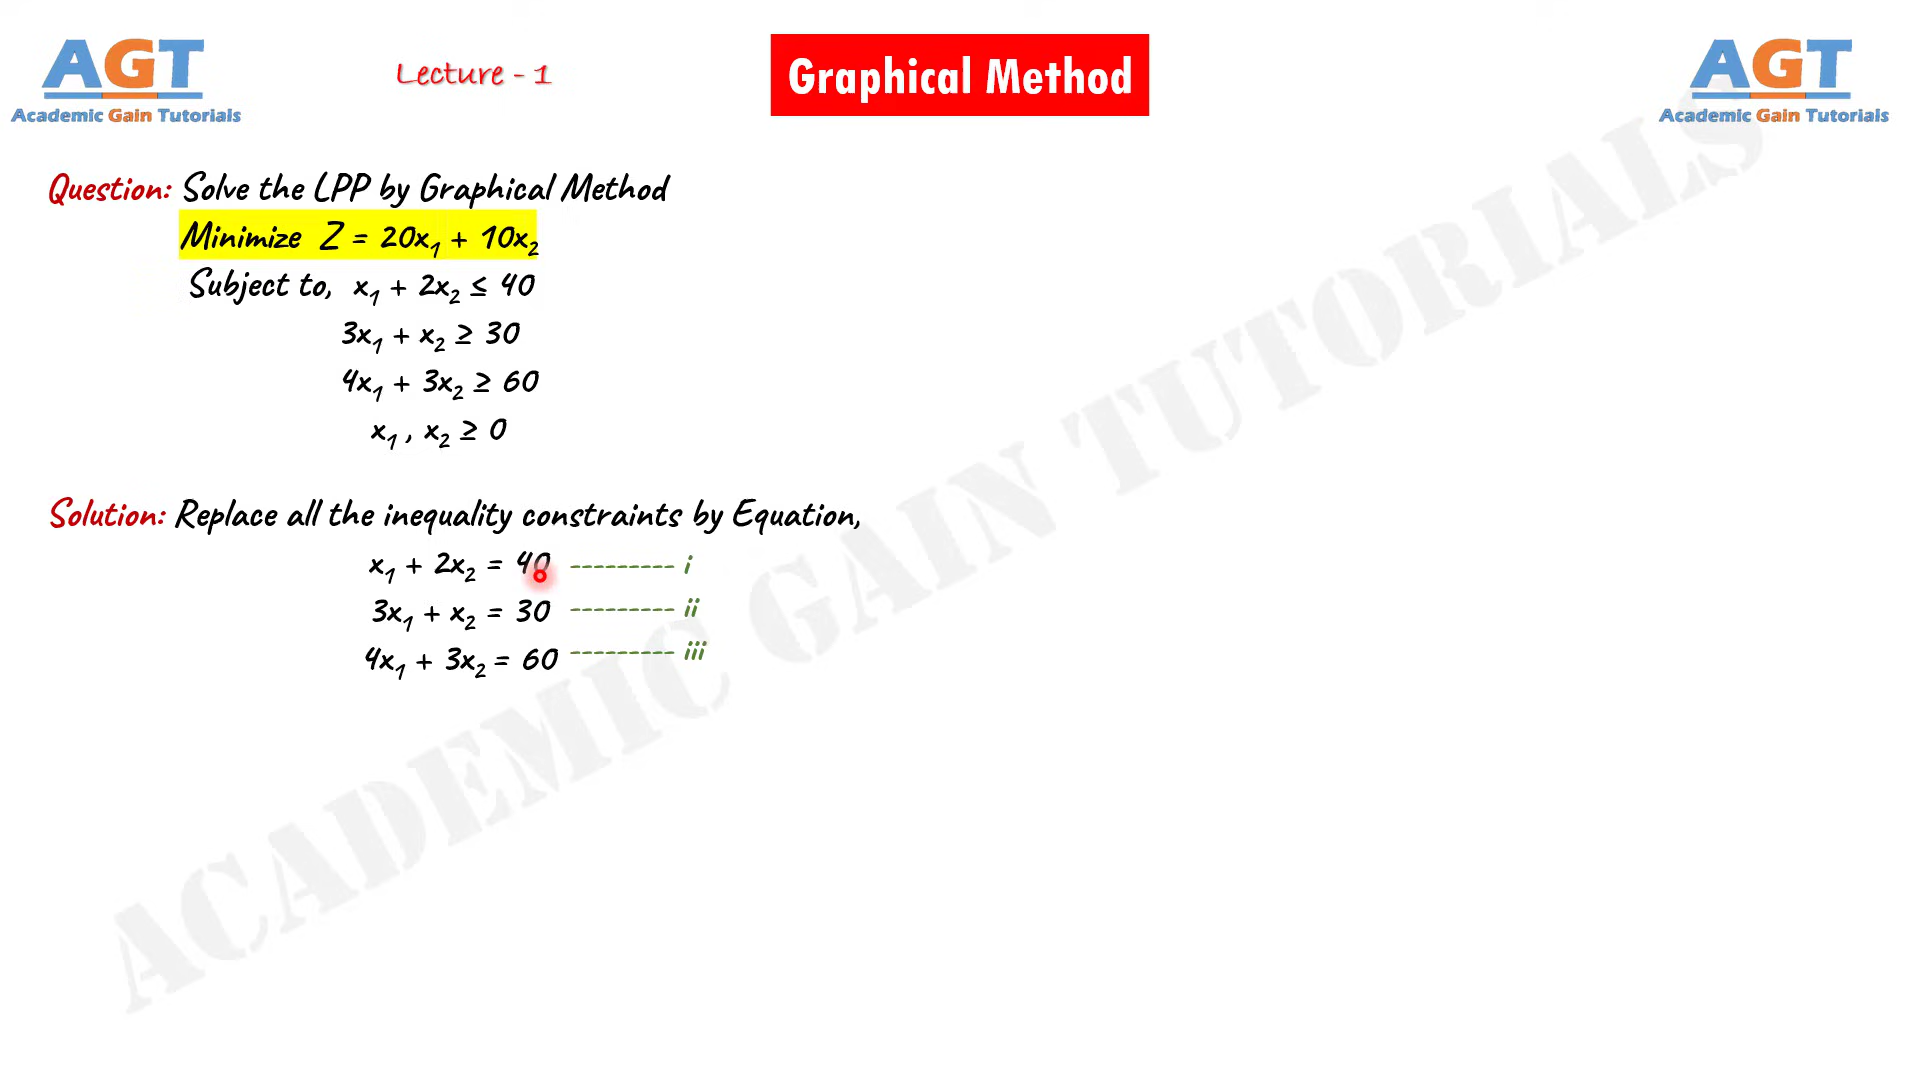 AGT
Academic Gain Tutorials
Lecture - 1
Graphical Method
AGT
Academic Gain Tutorials
Question: Solve the LPP by Graphical Method
Minimize Z = 20x₁ + 10x₂
Subject to, x₁ + 2x₂ ≤ 40
3x₁ + x₂ ≥ 30
4x₁ + 3x₂ ≥ 60
x₁ , x₂ ≥ 0
Solution: Replace all the inequality constraints by Equation,
x₁ + 2x₂ = 40 --------- i
3x₁ + x₂ = 30 --------- ii
4x₁ + 3x₂ = 60 --------- iii
ACADEMIC GAIN TUTORIALS